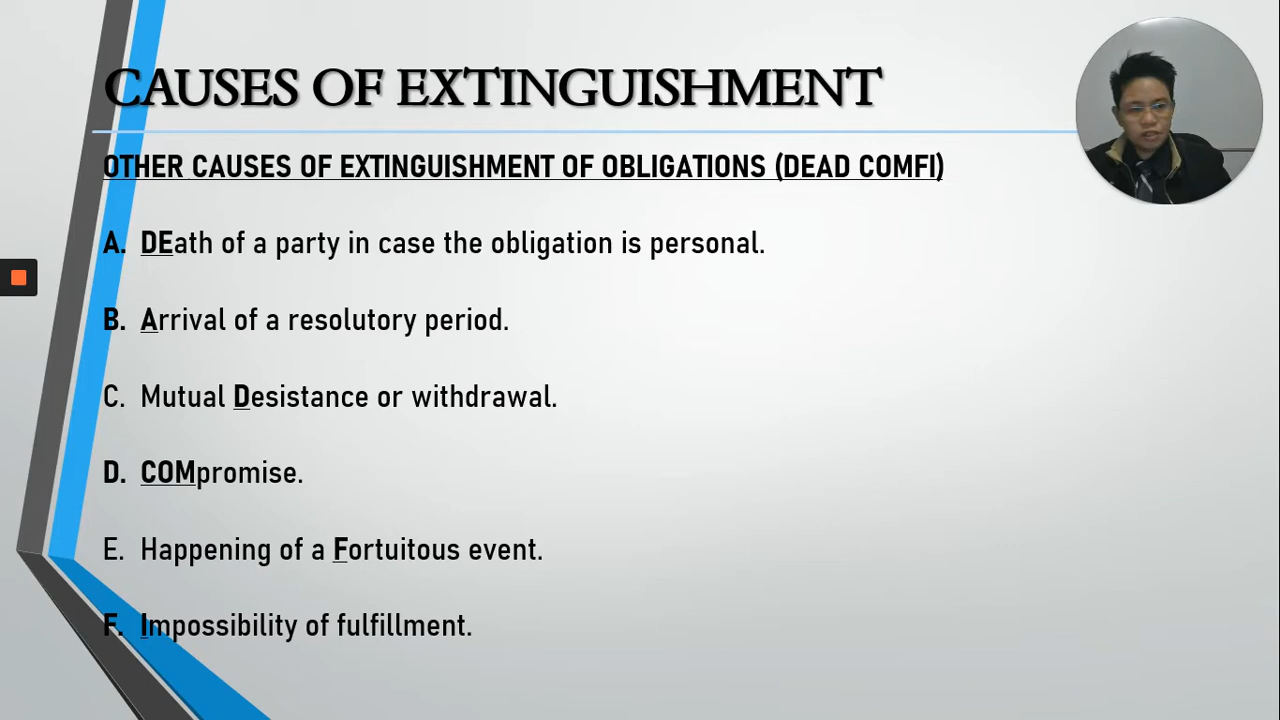 CAUSES OF EXTINGUISHMENT
OTHER CAUSES OF EXTINGUISHMENT OF OBLIGATIONS (DEAD COMFI)
A. DEath of a party in case the obligation is personal.
B. Arrival of a resolutory period.
C. Mutual Desistance or withdrawal.
D. COMpromise.
E. Happening of a Fortuitous event.
F. Impossibility of fulfillment.